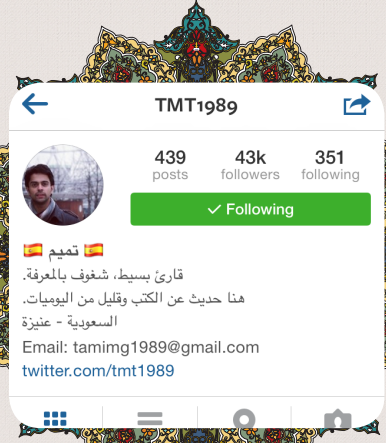 TMT1989
439 43k 351
posts followers following
✓ Following
🇪🇸 تميم 🇪🇸
قارئ بسيط، شغوف بالمعرفة.
هنا حديث عن الكتب وقليل من اليوميات.
السعودية - عنيزة
Email: tamimg1989@gmail.com
twitter.com/tmt1989